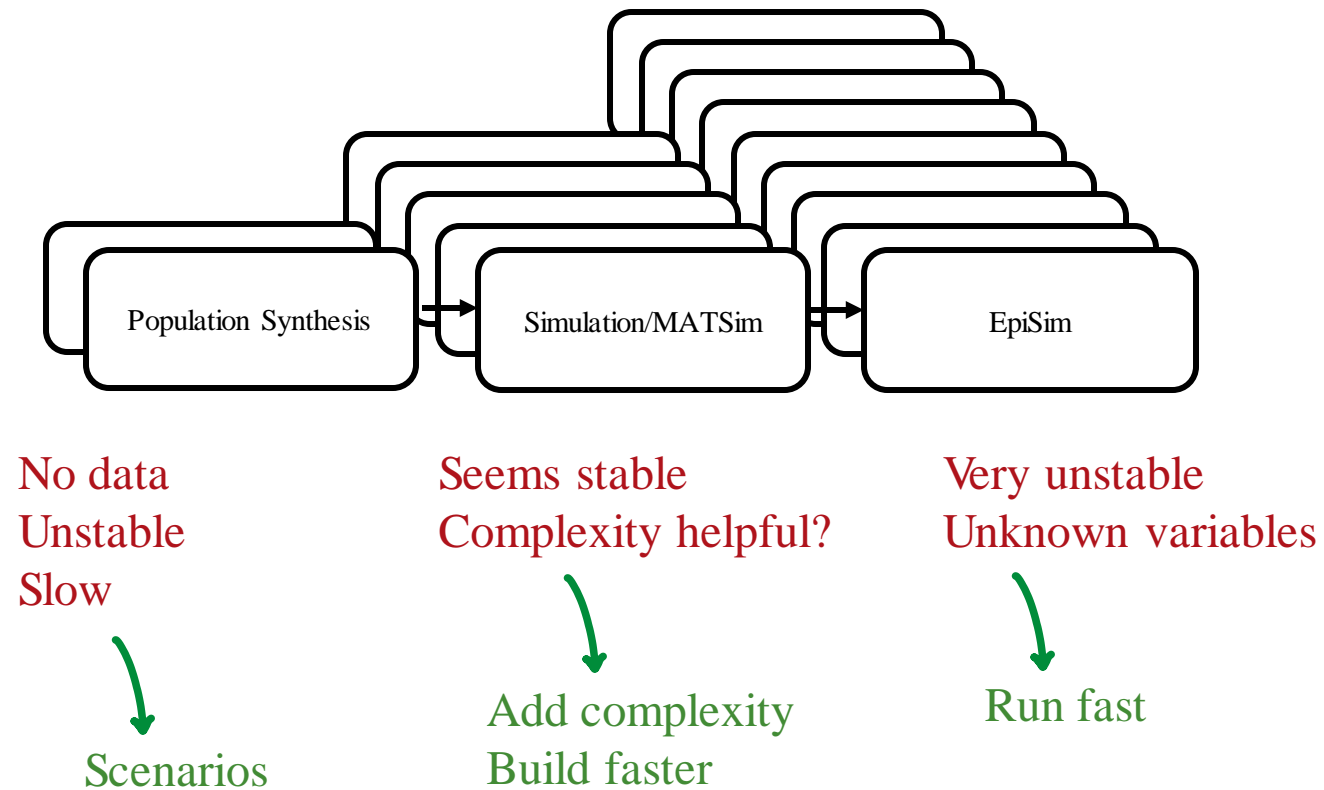 Population Synthesis
Simulation/MATSim
EpiSim
No data
Unstable
Slow
Seems stable
Complexity helpful?
Very unstable
Unknown variables
Scenarios
Add complexity
Build faster
Run fast